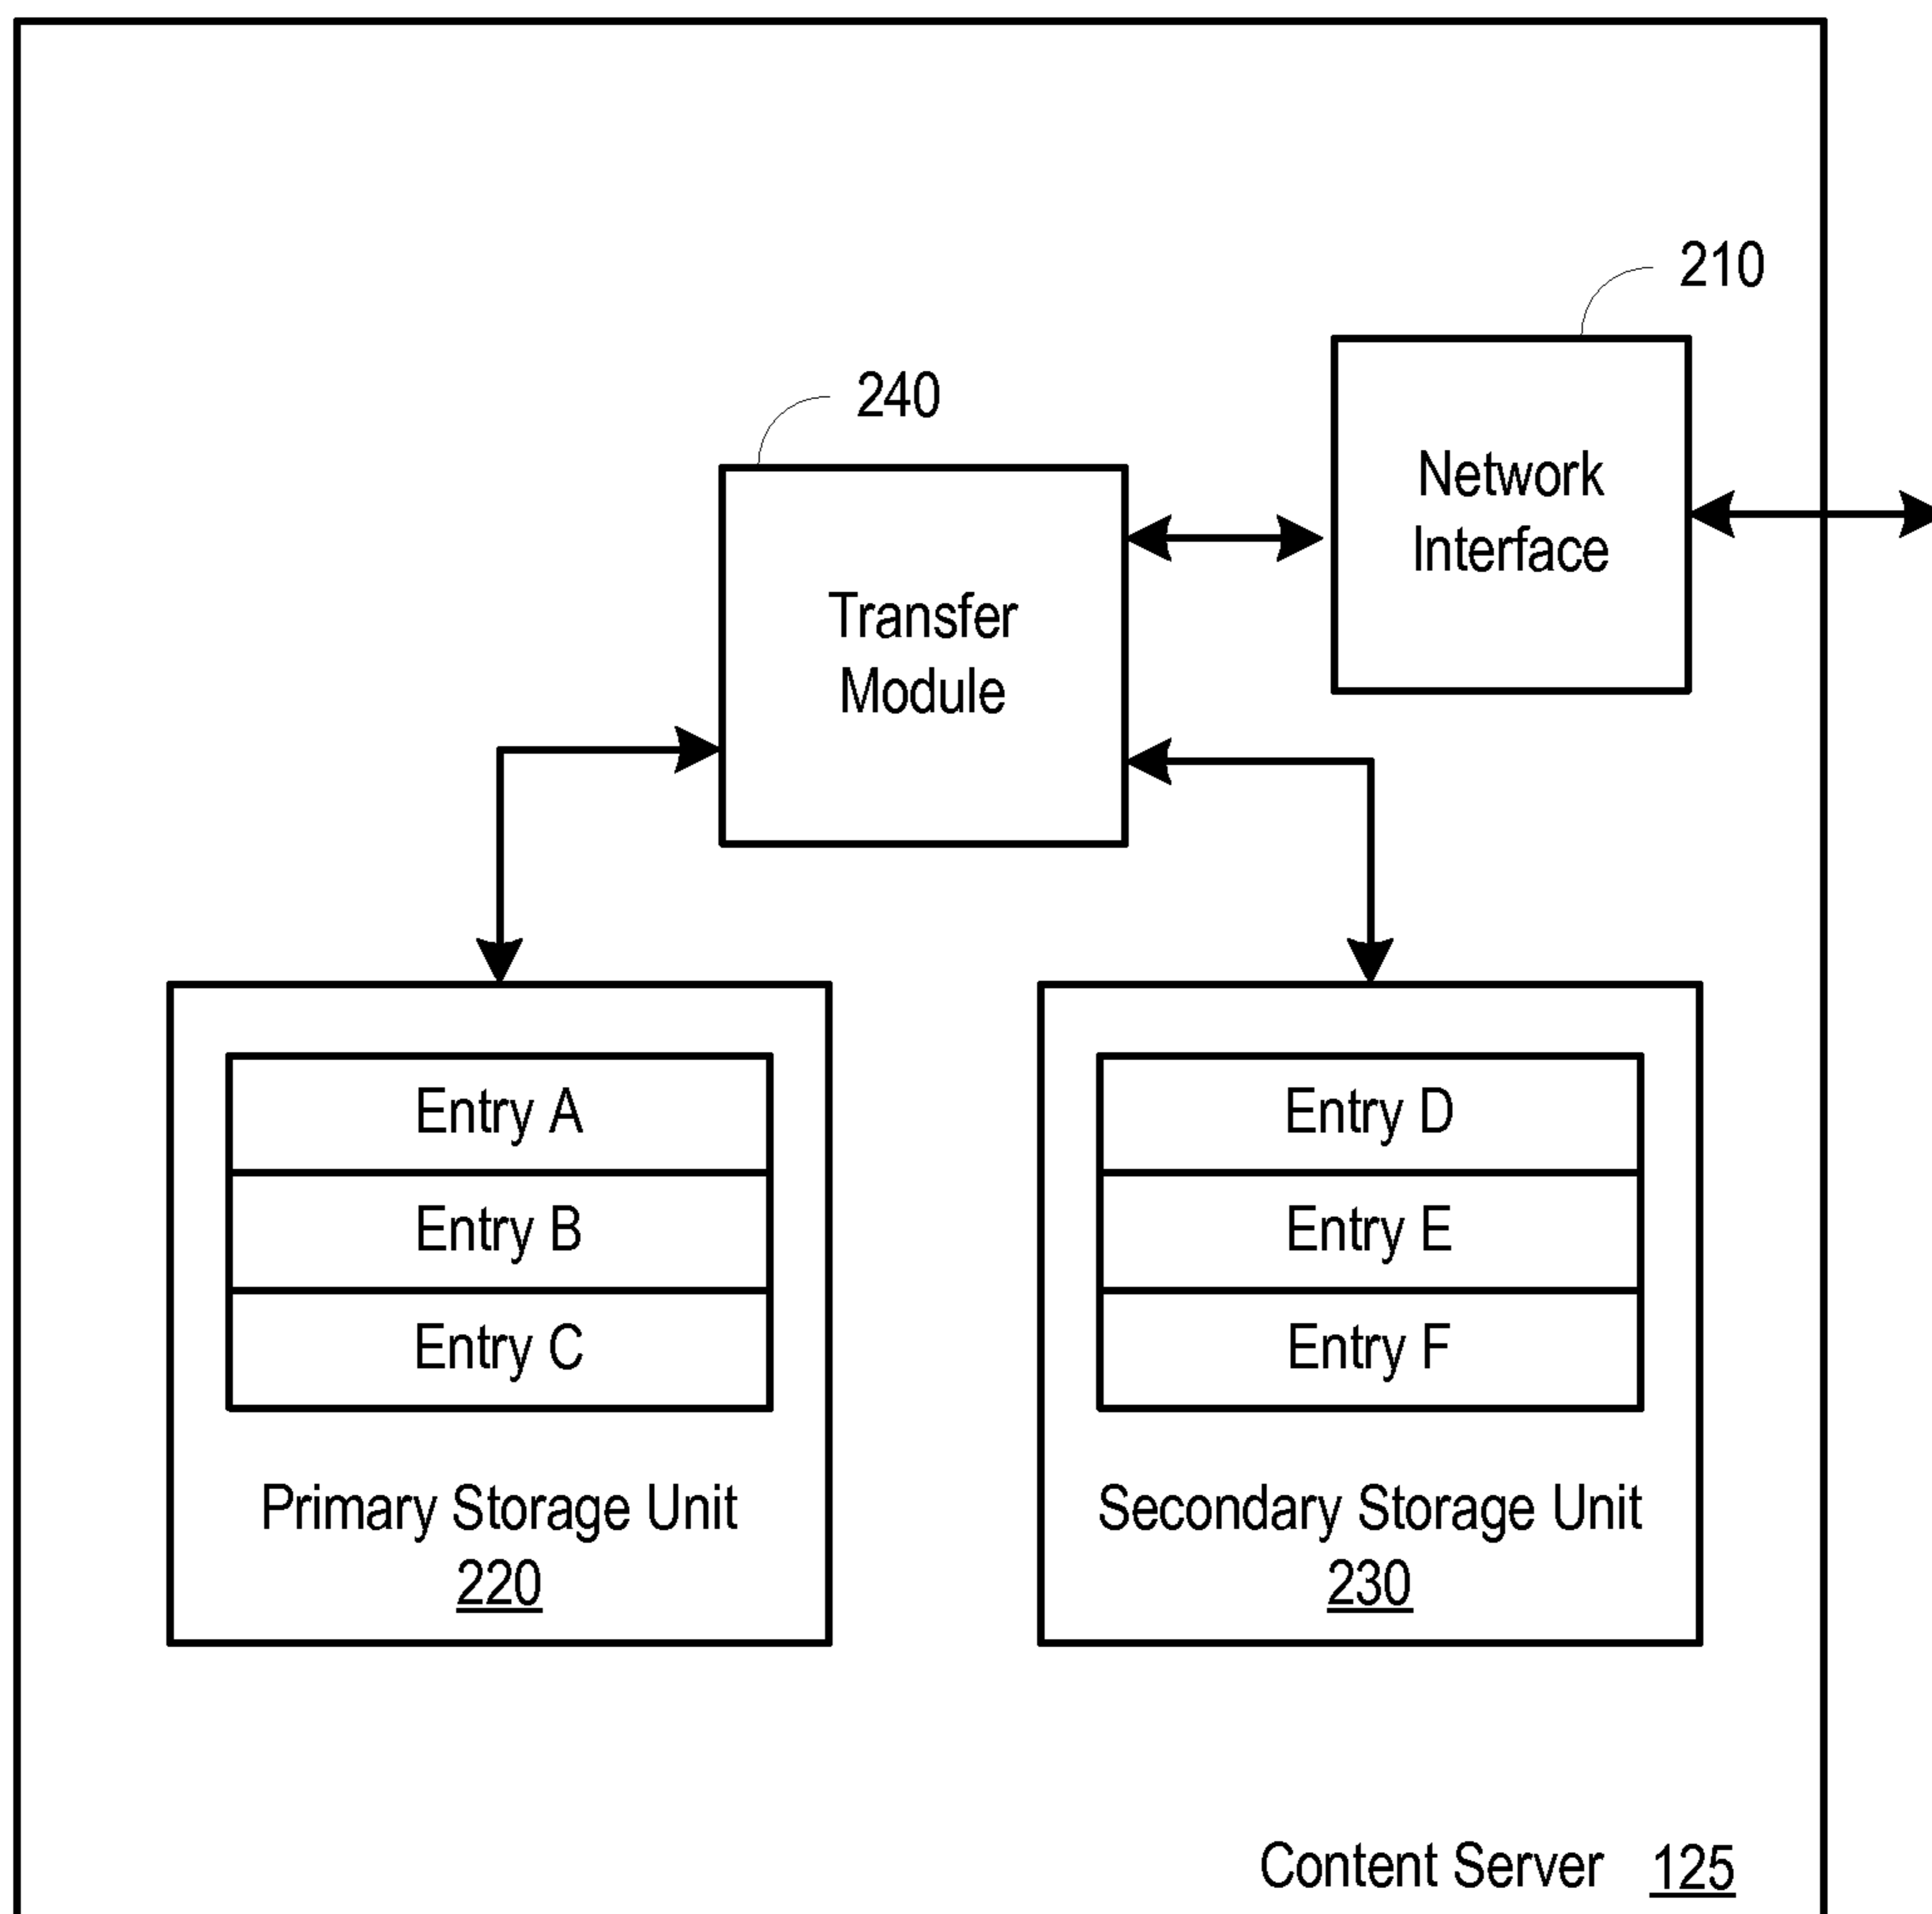 210
240
Network
Interface
Transfer
Module
Entry A
Entry B
Entry C
Primary Storage Unit
220
Entry D
Entry E
Entry F
Secondary Storage Unit
230
Content Server 125